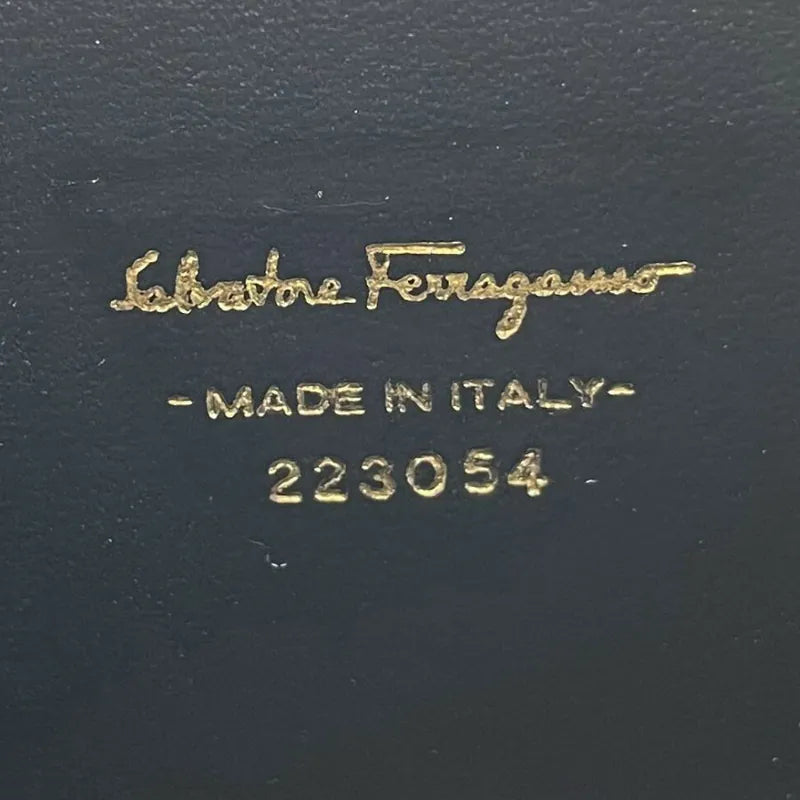 Salvatore Ferragamo
-MADE IN ITALY-
223054